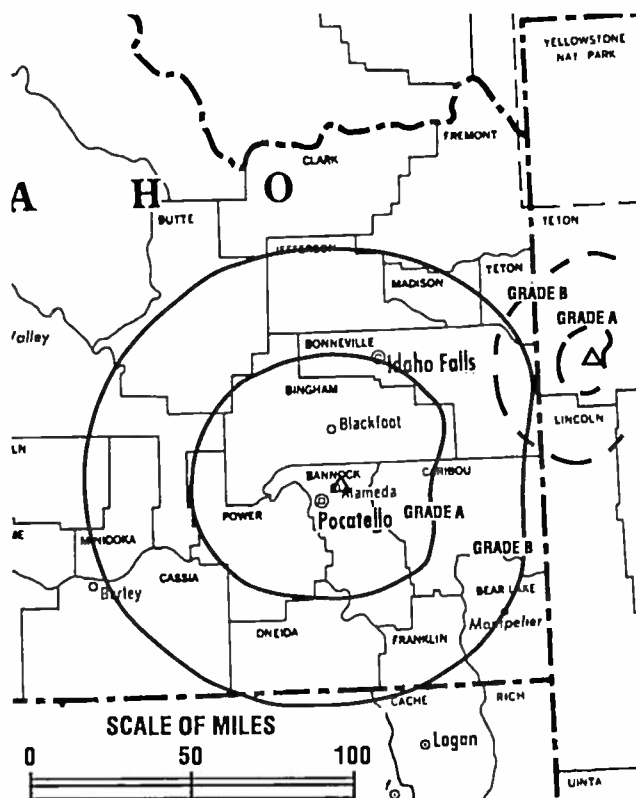 YELLOWSTONE
NAT PARK
FREMONT
CLARK
A H O
BUTTE
TETON
JEFFERSON
TETON
MADISON
GRADE B
GRADE A
Valley
BONNEVILLE
Idaho Falls
BINGHAM
LINCOLN
Blackfoot
LN
BANNOCK
CARIBOU
Alameda
POWER
Pocatello
GRADE A
MINIDOKA
GRADE B
CASSIA
Burley
BEAR LAKE
Montpelier
ONEIDA
FRANKLIN
CACHE
RICH
SCALE OF MILES
Logan
0 50 100
UINTA